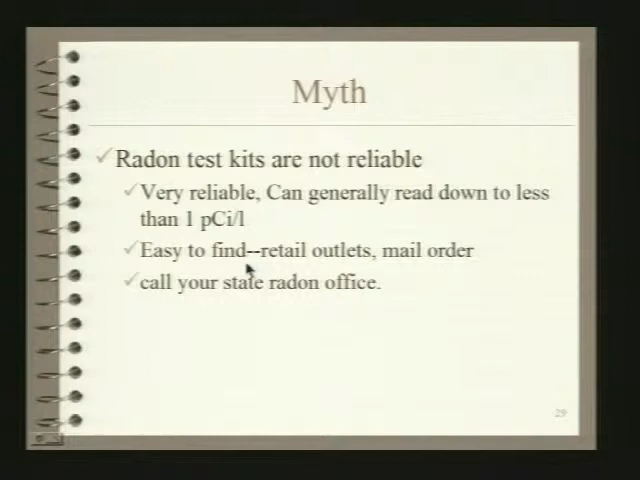 Myth
Radon test kits are not reliable
Very reliable, Can generally read down to less
than 1 pCi/l
Easy to find--retail outlets, mail order
call your state radon office.
29